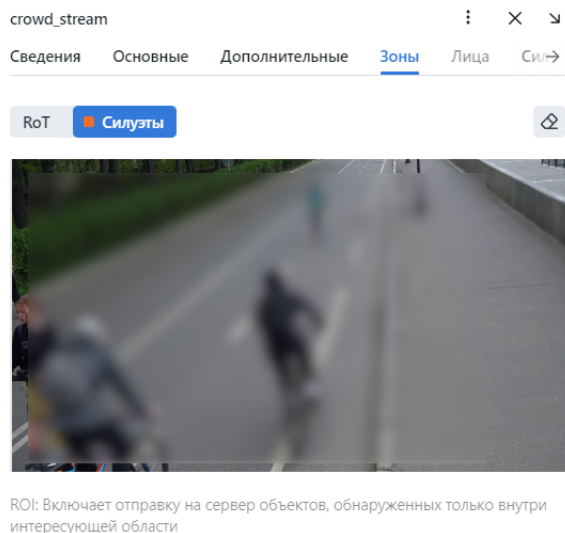 crowd_stream
Сведения Основные Дополнительные Зоны Лица
RoT Силуэты
ROI: Включает отправку на сервер объектов, обнаруженных только внутри
интересующей области